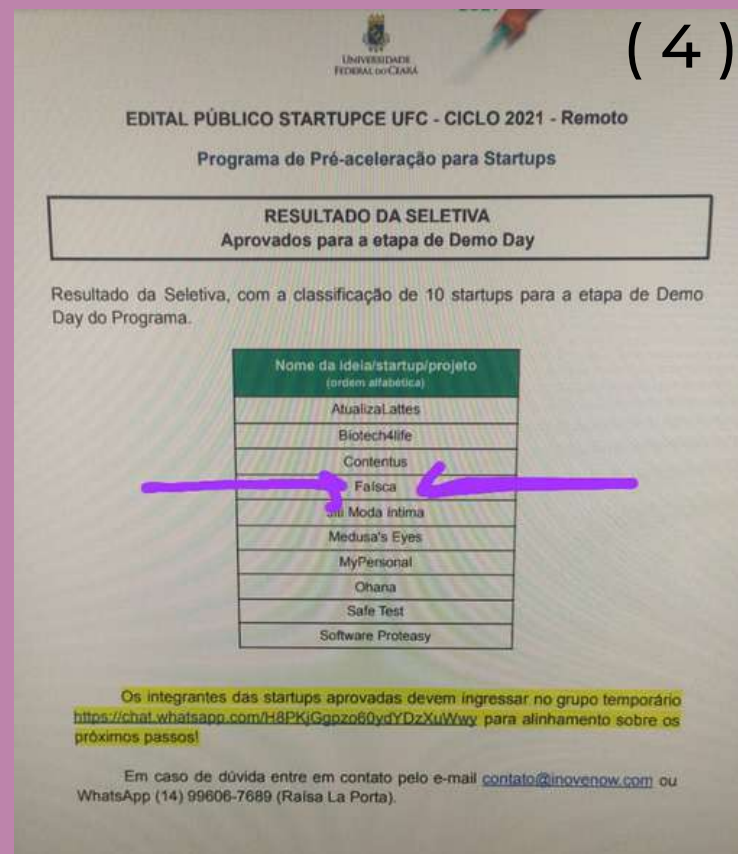 ( 4 )
UNIVERSIDADE
FEDERAL DO CEARÁ
EDITAL PÚBLICO STARTUPCE UFC - CICLO 2021 - Remoto
Programa de Pré-aceleração para Startups
RESULTADO DA SELETIVA
Aprovados para a etapa de Demo Day
Resultado da Seletiva, com a classificação de 10 startups para a etapa de Demo
Day do Programa.
Nome da ideia/startup/projeto
(ordem alfabética)
AtualizaLattes
Biotech4life
Contentus
Faísca
Moda íntima
Medusa's Eyes
MyPersonal
Ohana
Safe Test
Software Proteasy
Os integrantes das startups aprovadas devem ingressar no grupo temporário
https://chat.whatsapp.com/H8PKjGgpzo60ydYDzXuWwy para alinhamento sobre os
próximos passos!
Em caso de dúvida entre em contato pelo e-mail contato@inovenow.com ou
WhatsApp (14) 99606-7689 (Raísa La Porta).